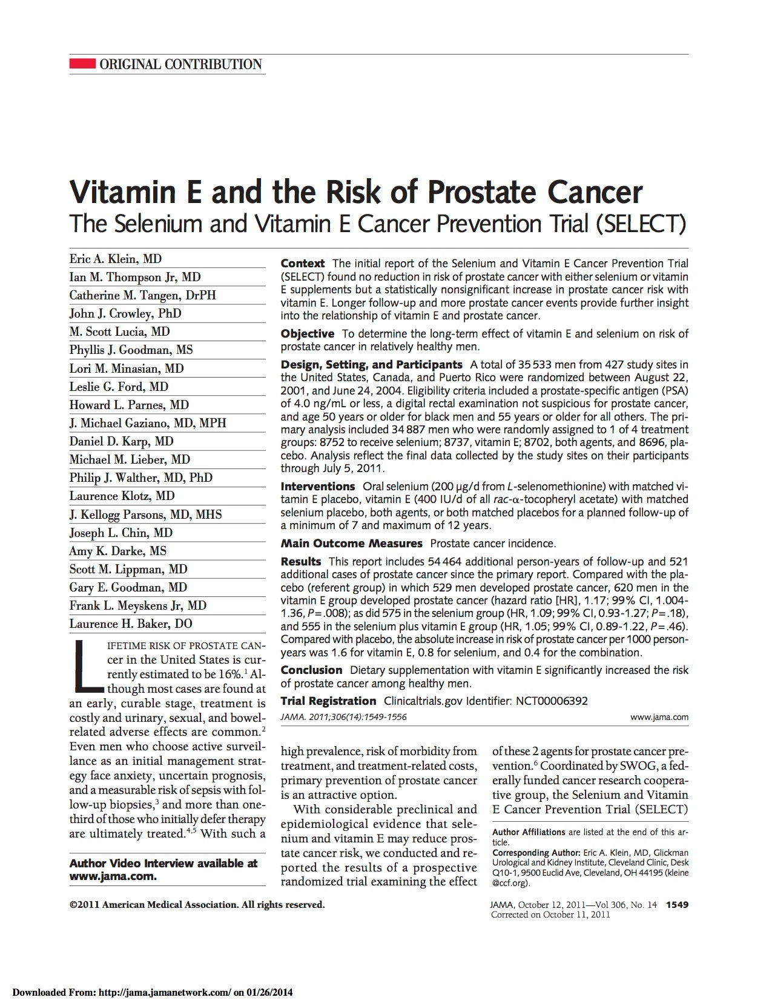 ORIGINAL CONTRIBUTION
Vitamin E and the Risk of Prostate Cancer
The Selenium and Vitamin E Cancer Prevention Trial (SELECT)
Eric A. Klein, MD
Ian M. Thompson Jr, MD
Catherine M. Tangen, DrPH
John J. Crowley, PhD
M. Scott Lucia, MD
Phyllis J. Goodman, MS
Lori M. Minasian, MD
Leslie G. Ford, MD
Howard L. Parnes, MD
J. Michael Gaziano, MD, MPH
Daniel D. Karp, MD
Michael M. Lieber, MD
Philip J. Walther, MD, PhD
Laurence Klotz, MD
J. Kellogg Parsons, MD, MHS
Joseph L. Chin, MD
Amy K. Darke, MS
Scott M. Lippman, MD
Gary E. Goodman, MD
Frank L. Meyskens Jr, MD
Laurence H. Baker, DO
Context The initial report of the Selenium and Vitamin E Cancer Prevention Trial
(SELECT) found no reduction in risk of prostate cancer with either selenium or vitamin
E supplements but a statistically nonsignificant increase in prostate cancer risk with
vitamin E. Longer follow-up and more prostate cancer events provide further insight
into the relationship of vitamin E and prostate cancer.
Objective To determine the long-term effect of vitamin E and selenium on risk of
prostate cancer in relatively healthy men.
Design, Setting, and Participants A total of 35 533 men from 427 study sites in
the United States, Canada, and Puerto Rico were randomized between August 22,
2001, and June 24, 2004. Eligibility criteria included a prostate-specific antigen (PSA)
of 4.0 ng/mL or less, a digital rectal examination not suspicious for prostate cancer,
and age 50 years or older for black men and 55 years or older for all others. The pri-
mary analysis included 34 887 men who were randomly assigned to 1 of 4 treatment
groups: 8752 to receive selenium; 8737, vitamin E; 8702, both agents, and 8696, pla-
cebo. Analysis reflect the final data collected by the study sites on their participants
through July 5, 2011.
Interventions Oral selenium (200 µg/d from L-selenomethionine) with matched vi-
tamin E placebo, vitamin E (400 IU/d of all rac-α-tocopheryl acetate) with matched
selenium placebo, both agents, or both matched placebos for a planned follow-up of
a minimum of 7 and maximum of 12 years.
Main Outcome Measures Prostate cancer incidence.
Results This report includes 54 464 additional person-years of follow-up and 521
additional cases of prostate cancer since the primary report. Compared with the pla-
cebo (referent group) in which 529 men developed prostate cancer, 620 men in the
vitamin E group developed prostate cancer (hazard ratio [HR], 1.17; 99% CI, 1.004-
1.36, P=.008); as did 575 in the selenium group (HR, 1.09; 99% CI, 0.93-1.27; P=.18),
and 555 in the selenium plus vitamin E group (HR, 1.05; 99% CI, 0.89-1.22, P=.46).
Compared with placebo, the absolute increase in risk of prostate cancer per 1000 person-
years was 1.6 for vitamin E, 0.8 for selenium, and 0.4 for the combination.
Conclusion Dietary supplementation with vitamin E significantly increased the risk
of prostate cancer among healthy men.
Trial Registration Clinicaltrials.gov Identifier: NCT00006392
JAMA. 2011;306(14):1549-1556 www.jama.com
LIFETIME RISK OF PROSTATE CAN-
cer in the United States is cur-
rently estimated to be 16%.1 Al-
though most cases are found at
an early, curable stage, treatment is
costly and urinary, sexual, and bowel-
related adverse effects are common.2
Even men who choose active surveil-
lance as an initial management strat-
egy face anxiety, uncertain prognosis,
and a measurable risk of sepsis with fol-
low-up biopsies,3 and more than one-
third of those who initially defer therapy
are ultimately treated.4,5 With such a
high prevalence, risk of morbidity from
treatment, and treatment-related costs,
primary prevention of prostate cancer
is an attractive option.
With considerable preclinical and
epidemiological evidence that sele-
nium and vitamin E may reduce pros-
tate cancer risk, we conducted and re-
ported the results of a prospective
randomized trial examining the effect
of these 2 agents for prostate cancer pre-
vention.6 Coordinated by SWOG, a fed-
erally funded cancer research coopera-
tive group, the Selenium and Vitamin
E Cancer Prevention Trial (SELECT)
Author Affiliations are listed at the end of this ar-
ticle.
Corresponding Author: Eric A. Klein, MD, Glickman
Urological and Kidney Institute, Cleveland Clinic, Desk
Q10-1, 9500 Euclid Ave, Cleveland, OH 44195 (kleine
@ccf.org).
Author Video Interview available at
www.jama.com.
©2011 American Medical Association. All rights reserved.
JAMA, October 12, 2011—Vol 306, No. 14 1549
Corrected on October 11, 2011
Downloaded From: http://jama.jamanetwork.com/ on 01/26/2014